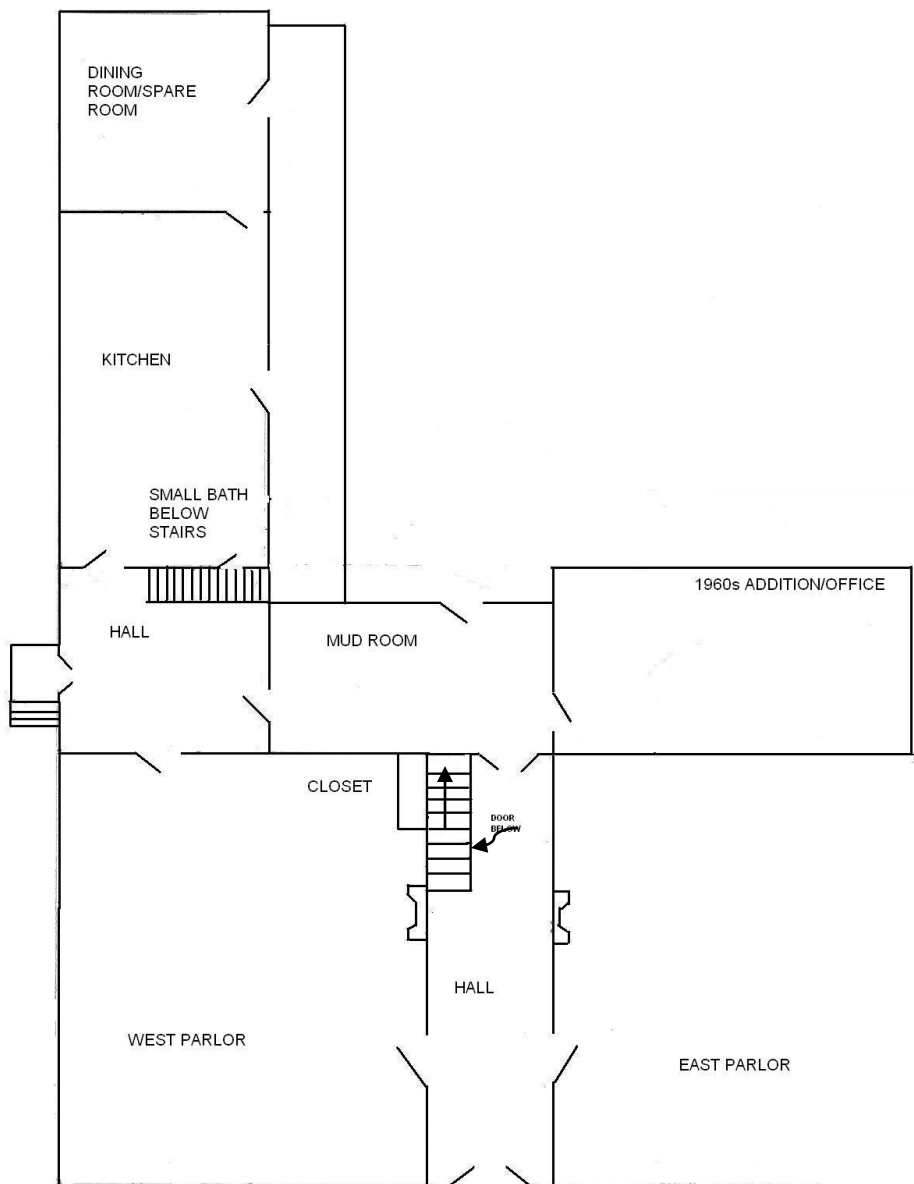 DINING
ROOM/SPARE
ROOM
KITCHEN
SMALL BATH
BELOW
STAIRS
1960s ADDITION/OFFICE
HALL
MUD ROOM
CLOSET
DOOR
BELOW
HALL
WEST PARLOR
EAST PARLOR